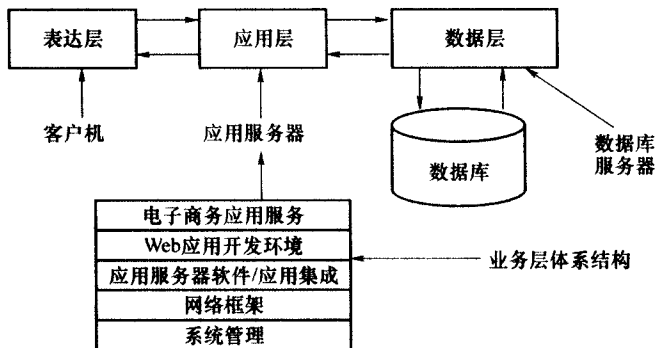 表达层
应用层
数据层
客户机
应用服务器
数据库
数据库
服务器
电子商务应用服务
Web应用开发环境
应用服务器软件/应用集成
网络框架
系统管理
业务层体系结构